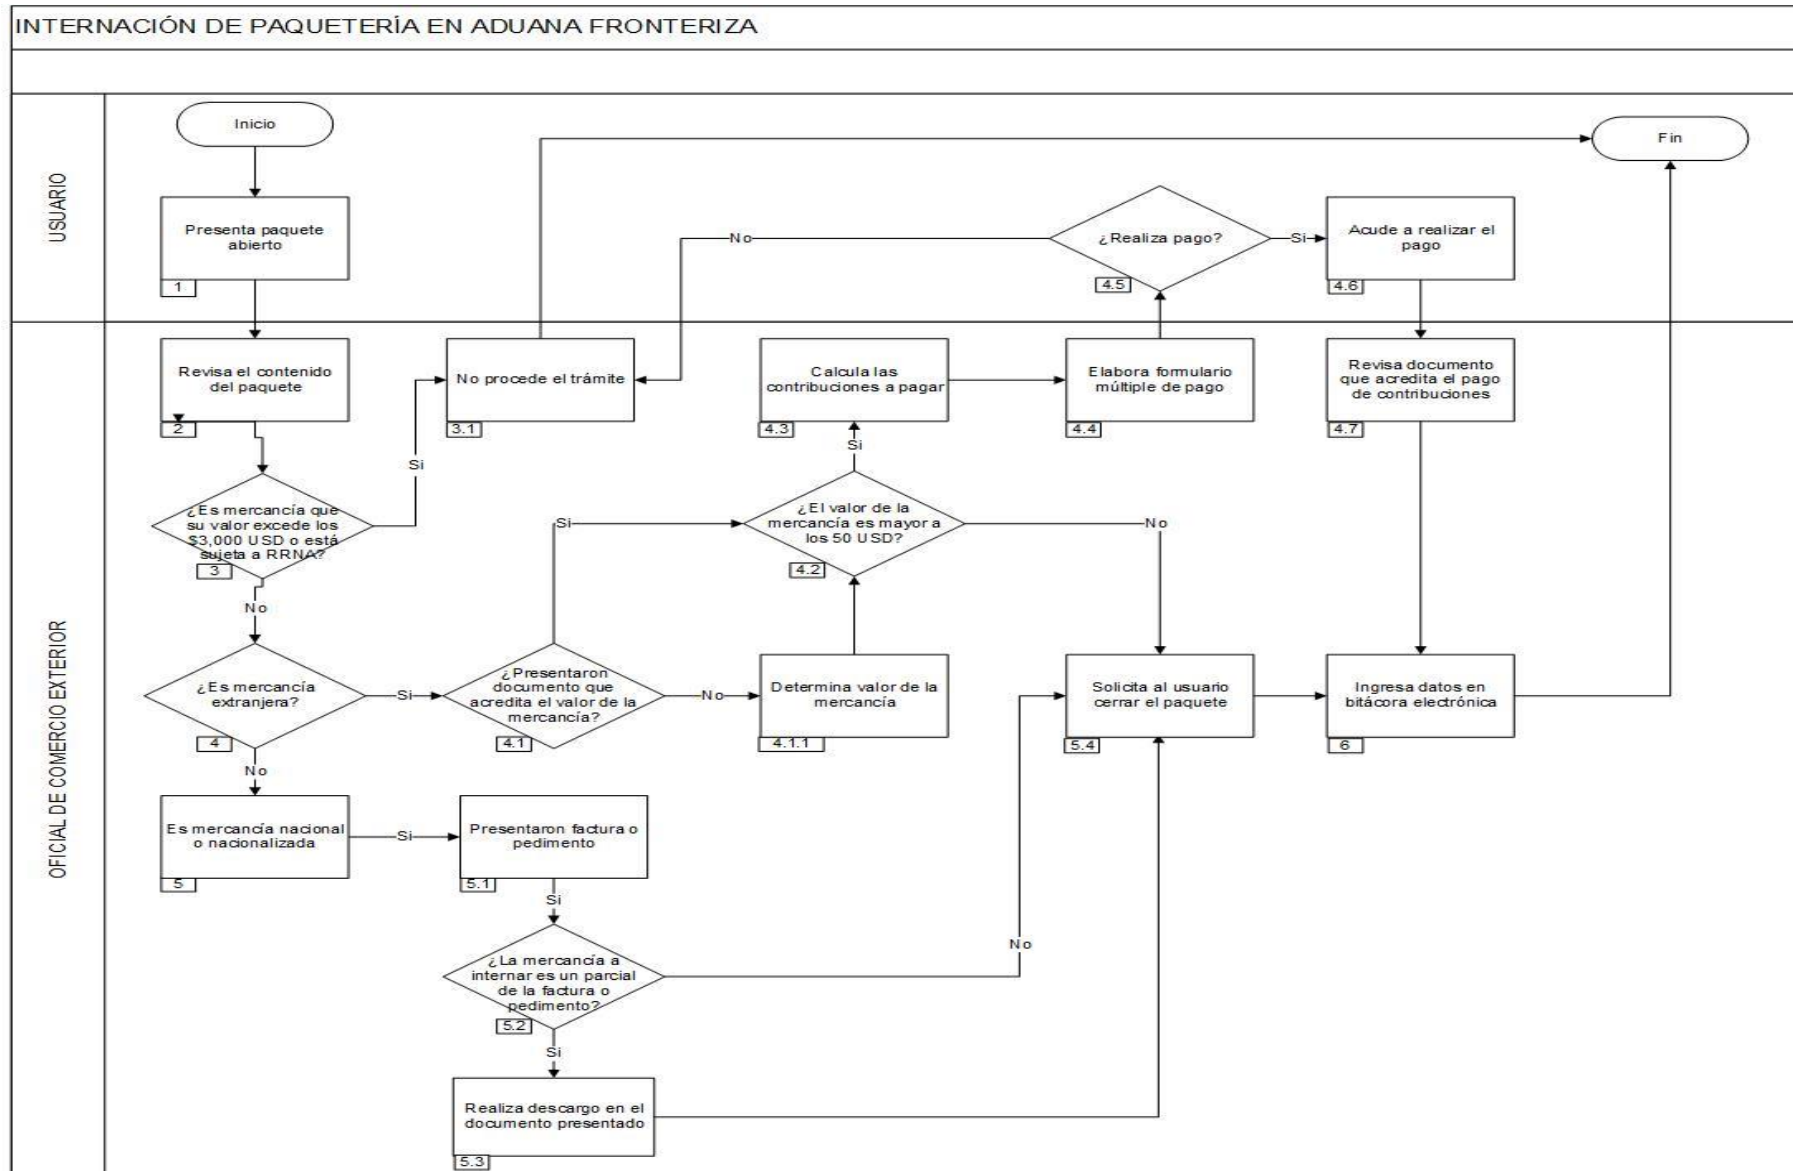 INTERNACIÓN DE PAQUETERÍA EN ADUANA FRONTERIZA
USUARIO
Inicio
Fin
Presenta paquete
abierto
1
¿Realiza pago?
4.5
No
Si
Acude a realizar el
pago
4.6
OFICIAL DE COMERCIO EXTERIOR
Revisa el contenido
del paquete
2
No procede el trámite
3.1
Calcula las
contribuciones a pagar
4.3
Elabora formulario
múltiple de pago
4.4
Revisa documento
que acredita el pago
de contribuciones
4.7
Si
Si
¿Es mercancía que
su valor excede los
$3,000 USD o está
sujeta a RRNA?
3
No
Si
¿El valor de la
mercancía es mayor a
los 50 USD?
4.2
No
¿Es mercancía
extranjera?
4
Si
¿Presentaron
documento que
acredita el valor de la
mercancía?
4.1
No
Determina valor de la
mercancía
4.1.1
Solicita al usuario
cerrar el paquete
5.4
Ingresa datos en
bitácora electrónica
6
No
Es mercancía nacional
o nacionalizada
5
Si
Presentaron factura o
pedimento
5.1
Si
¿La mercancía a
internar es un parcial
de la factura o
pedimento?
5.2
No
Si
Realiza descargo en el
documento presentado
5.3